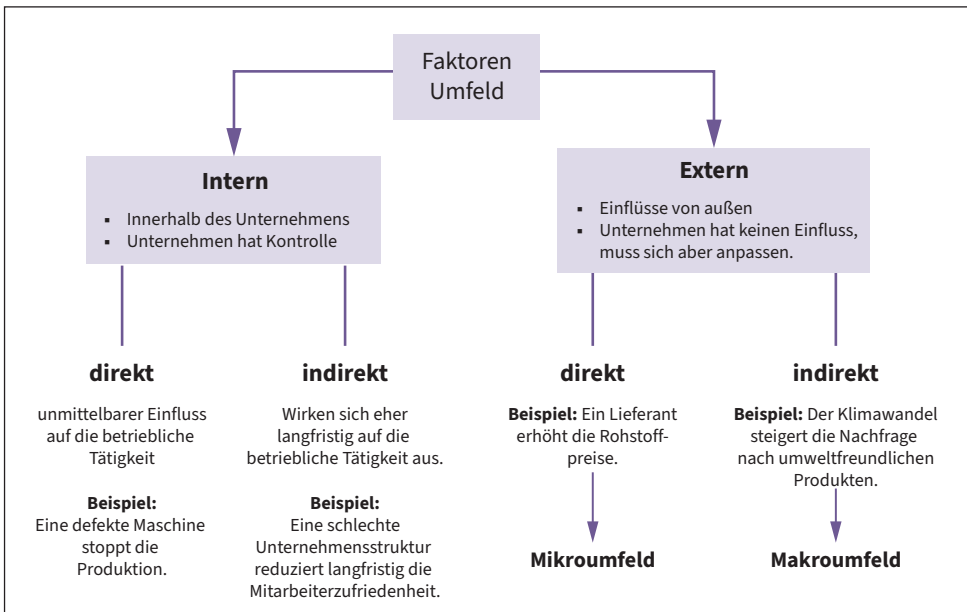 Faktoren
Umfeld
Intern
▪ Innerhalb des Unternehmens
▪ Unternehmen hat Kontrolle
Extern
▪ Einflüsse von außen
▪ Unternehmen hat keinen Einfluss,
muss sich aber anpassen.
direkt
unmittelbarer Einfluss
auf die betriebliche
Tätigkeit
Beispiel:
Eine defekte Maschine
stoppt die
Produktion.
indirekt
Wirken sich eher
langfristig auf die
betriebliche Tätigkeit aus.
Beispiel:
Eine schlechte
Unternehmensstruktur
reduziert langfristig die
Mitarbeiterzufriedenheit.
direkt
Beispiel: Ein Lieferant
erhöht die Rohstoff-
preise.
Mikroumfeld
indirekt
Beispiel: Der Klimawandel
steigert die Nachfrage
nach umweltfreundlichen
Produkten.
Makroumfeld